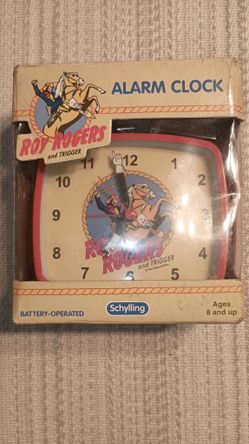 ALARM CLOCK
ROY ROGERS
and TRIGGER
11 12 1
10 2
9 3
8 4
7 5
ROY
ROGERS
and TRIGGER
BATTERY-OPERATED
Schylling
Ages
8 and up